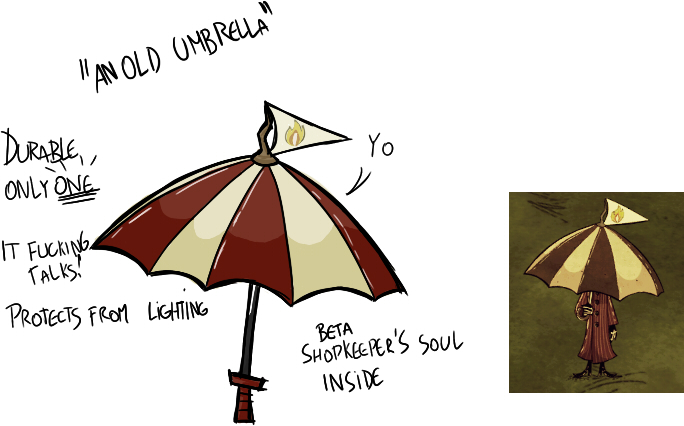 "AN OLD UMBRELLA"
DURABLE,
ONLY ONE
YO
IT FUCKING
TALKS!
PROTECTS FROM LIGHTING
BETA
SHOPKEEPER'S SOUL
INSIDE